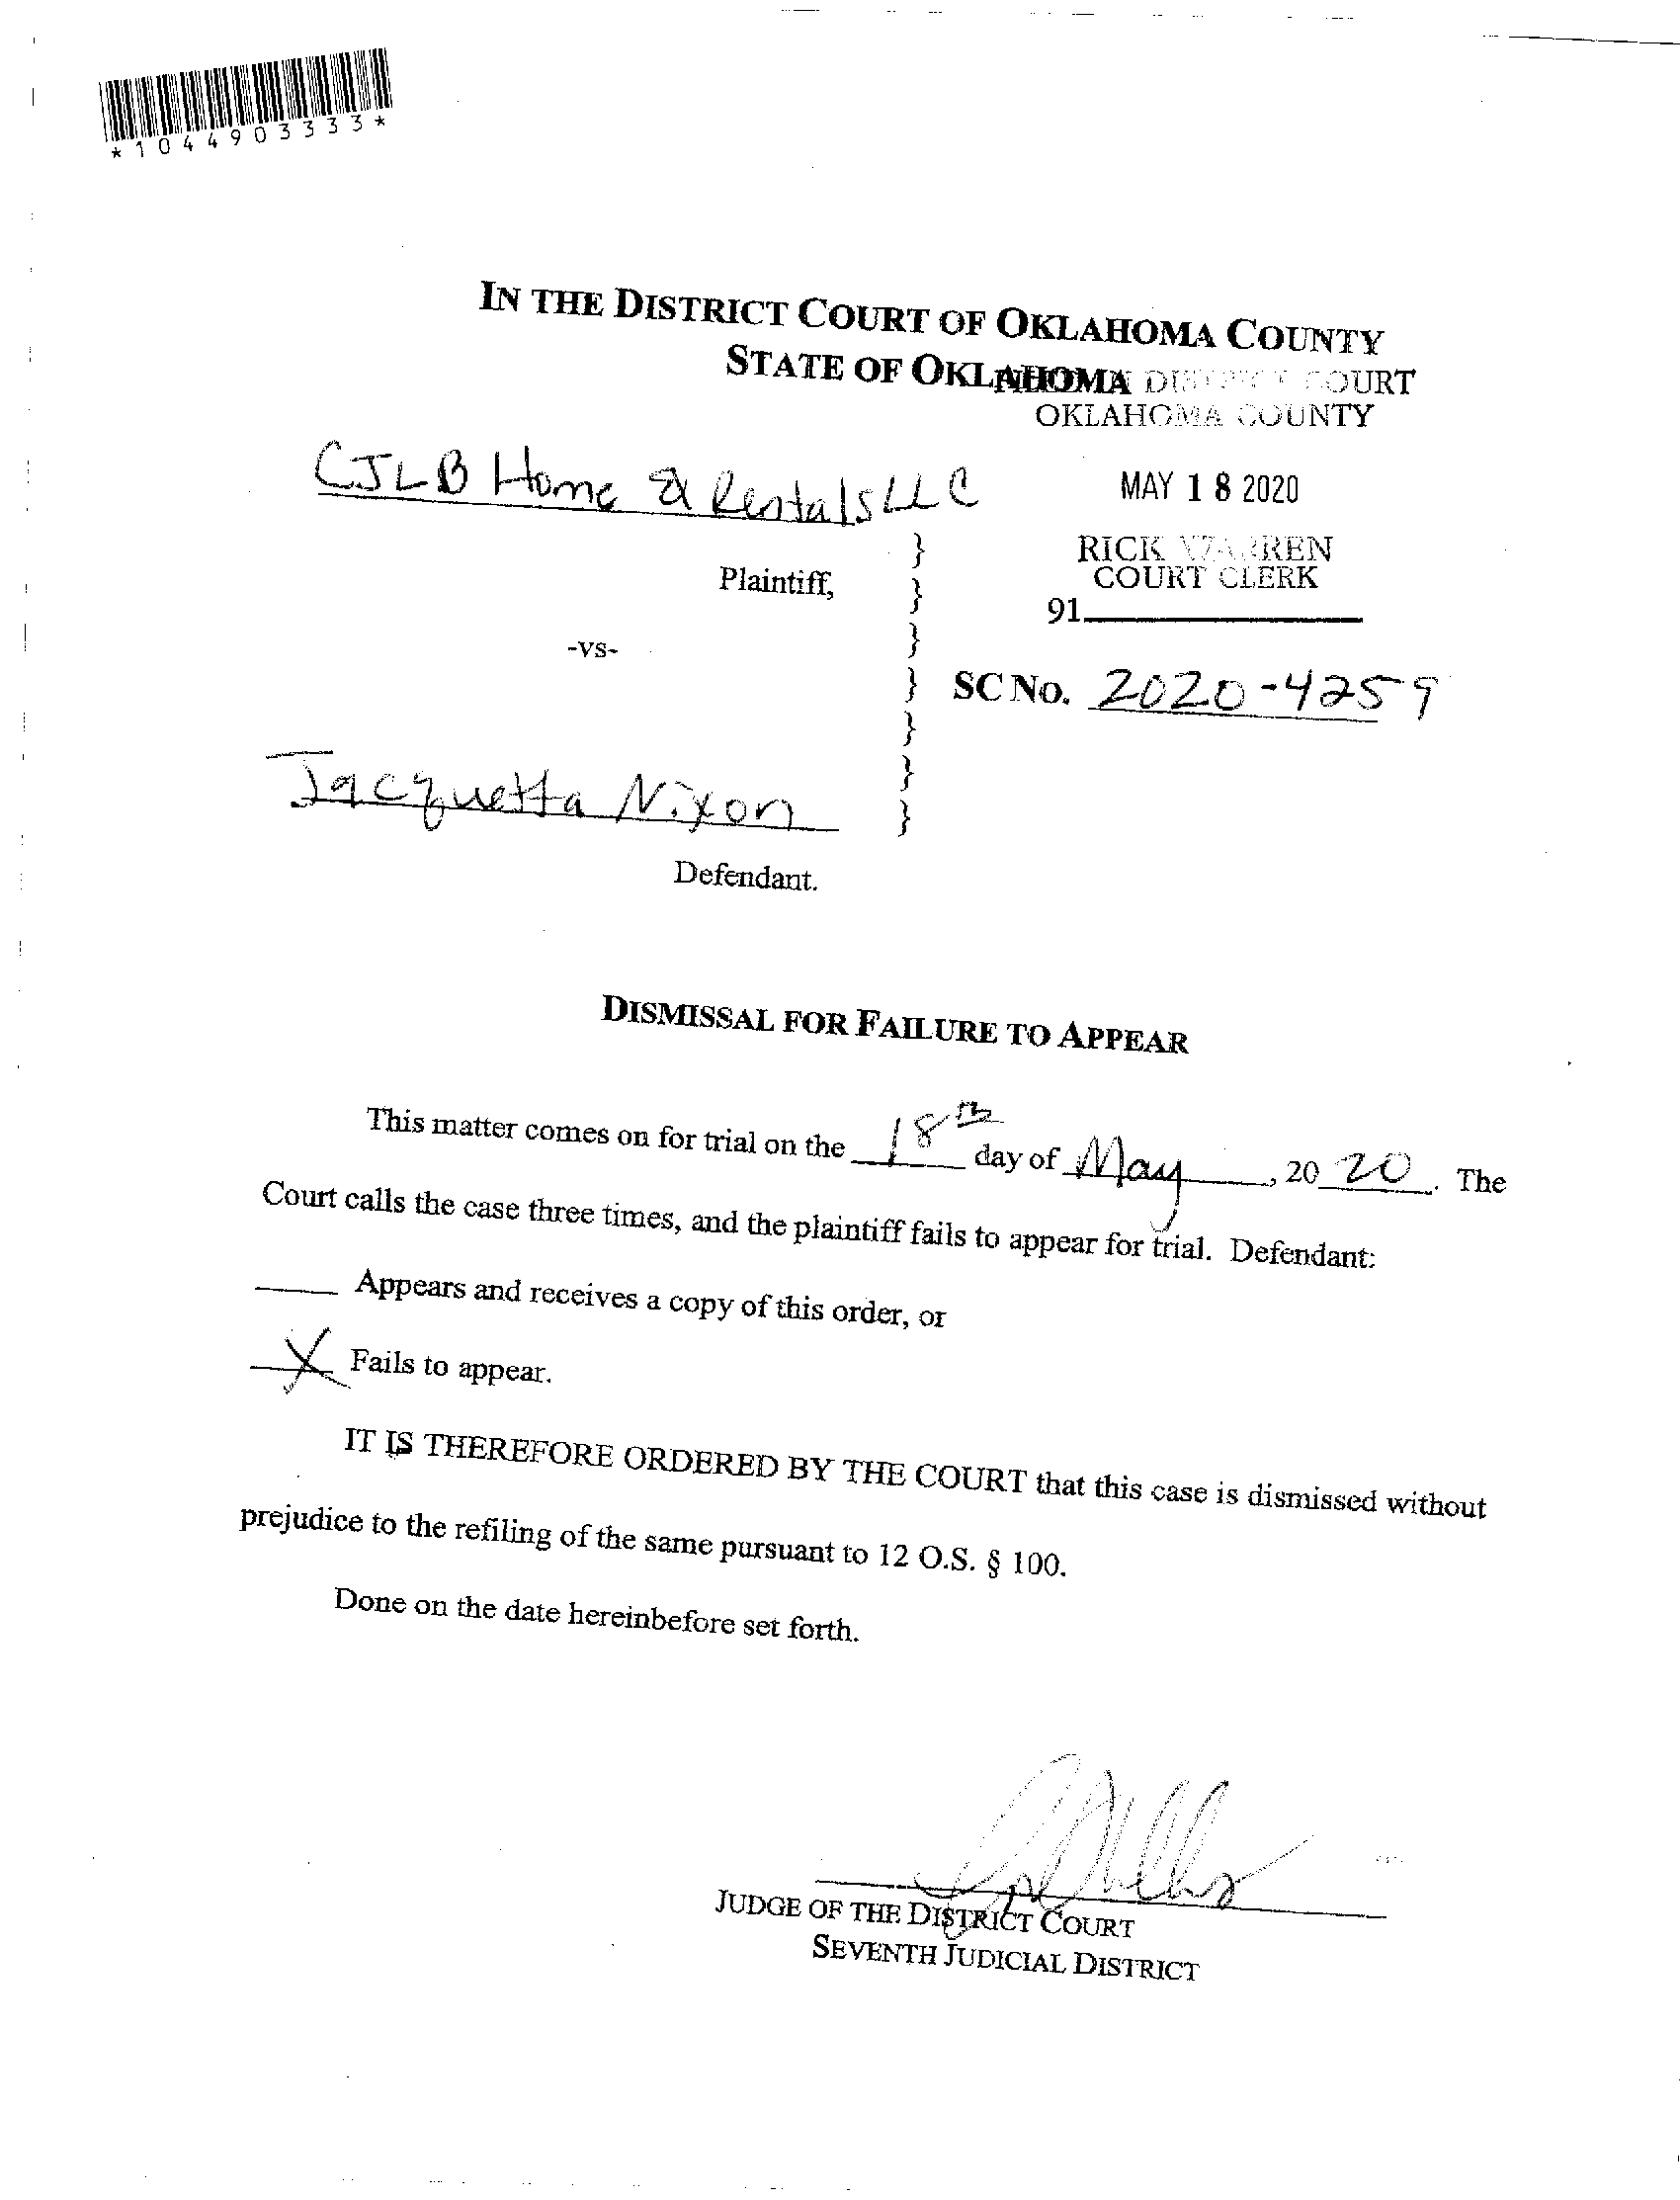 *1044903333*
IN THE DISTRICT COURT OF OKLAHOMA COUNTY
STATE OF OKLAHOMA
DISTRICT COURT
OKLAHOMA COUNTY
CJLB Home & Rentals LLC
MAY 18 2020
Plaintiff,
RICK WARREN
COURT CLERK
91
-vs-
SC NO. 2020-4259
Jacquetta Nixon
Defendant.
DISMISSAL FOR FAILURE TO APPEAR
This matter comes on for trial on the 18th day of May, 2020. The
Court calls the case three times, and the plaintiff fails to appear for trial. Defendant:
____ Appears and receives a copy of this order, or
X Fails to appear.
IT IS THEREFORE ORDERED BY THE COURT that this case is dismissed without
prejudice to the refiling of the same pursuant to 12 O.S. § 100.
Done on the date hereinbefore set forth.
JUDGE OF THE DISTRICT COURT
SEVENTH JUDICIAL DISTRICT